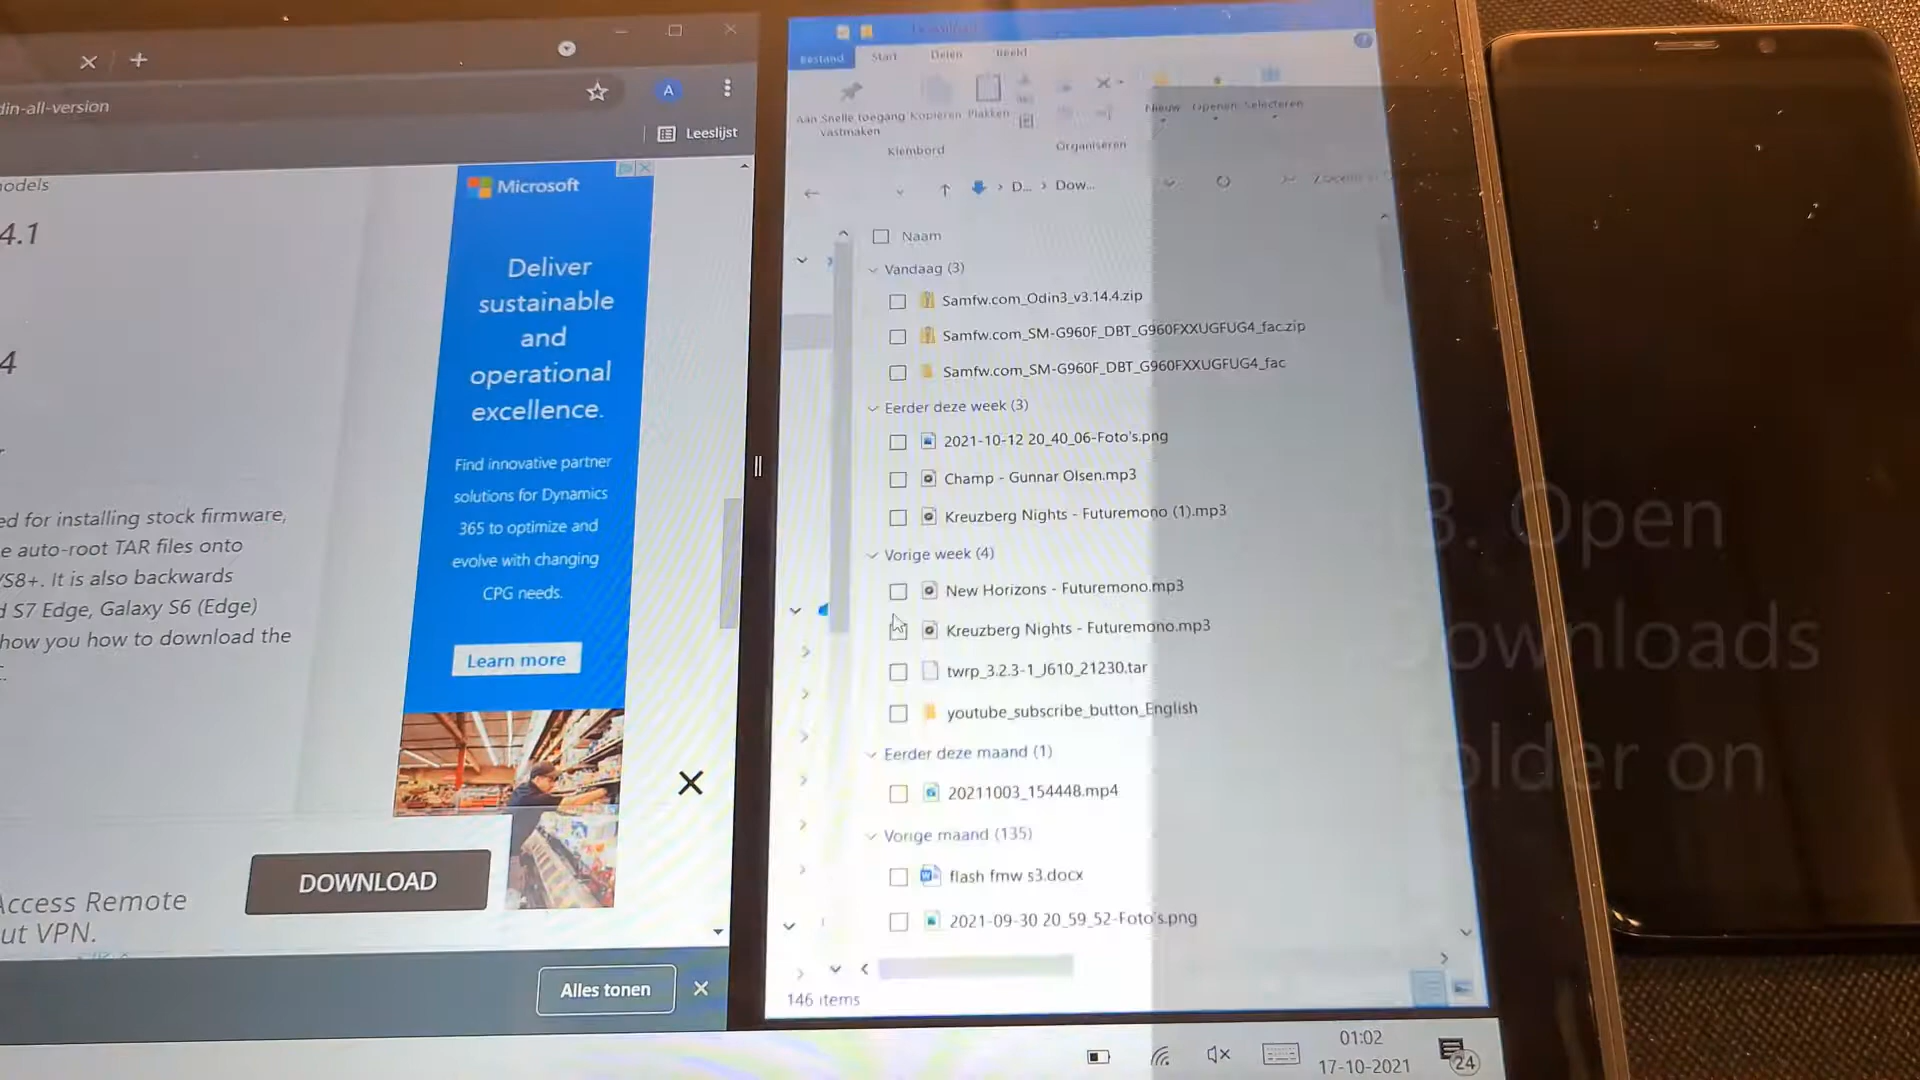 din-all-version
Leeslijst
odels
4.1
4
ed for installing stock firmware,
e auto-root TAR files onto
/S8+. It is also backwards
d S7 Edge, Galaxy S6 (Edge)
how you how to download the
Microsoft
Deliver
sustainable
and
operational
excellence.
Find innovative partner
solutions for Dynamics
365 to optimize and
evolve with changing
CPG needs.
Learn more
DOWNLOAD
Access Remote
ut VPN.
Alles tonen
Bestand Start Delen Beeld
Aan Snelle toegang Kopiëren Plakken
vastmaken
Nieuw Openen Selecteren
Klembord
Organiseren
D... Dow...
Naam
Vandaag (3)
Samfw.com_Odin3_v3.14.4.zip
Samfw.com_SM-G960F_DBT_G960FXXUGFUG4_fac.zip
Samfw.com_SM-G960F_DBT_G960FXXUGFUG4_fac
Eerder deze week (3)
2021-10-12 20_40_06-Foto's.png
Champ - Gunnar Olsen.mp3
Kreuzberg Nights - Futuremono (1).mp3
Vorige week (4)
New Horizons - Futuremono.mp3
Kreuzberg Nights - Futuremono.mp3
twrp_3.2.3-1_J610_21230.tar
youtube_subscribe_button_English
Eerder deze maand (1)
20211003_154448.mp4
Vorige maand (135)
flash fmw s3.docx
2021-09-30 20_59_52-Foto's.png
146 items
01:02
17-10-2021
24
3. Open
Downloads
folder on